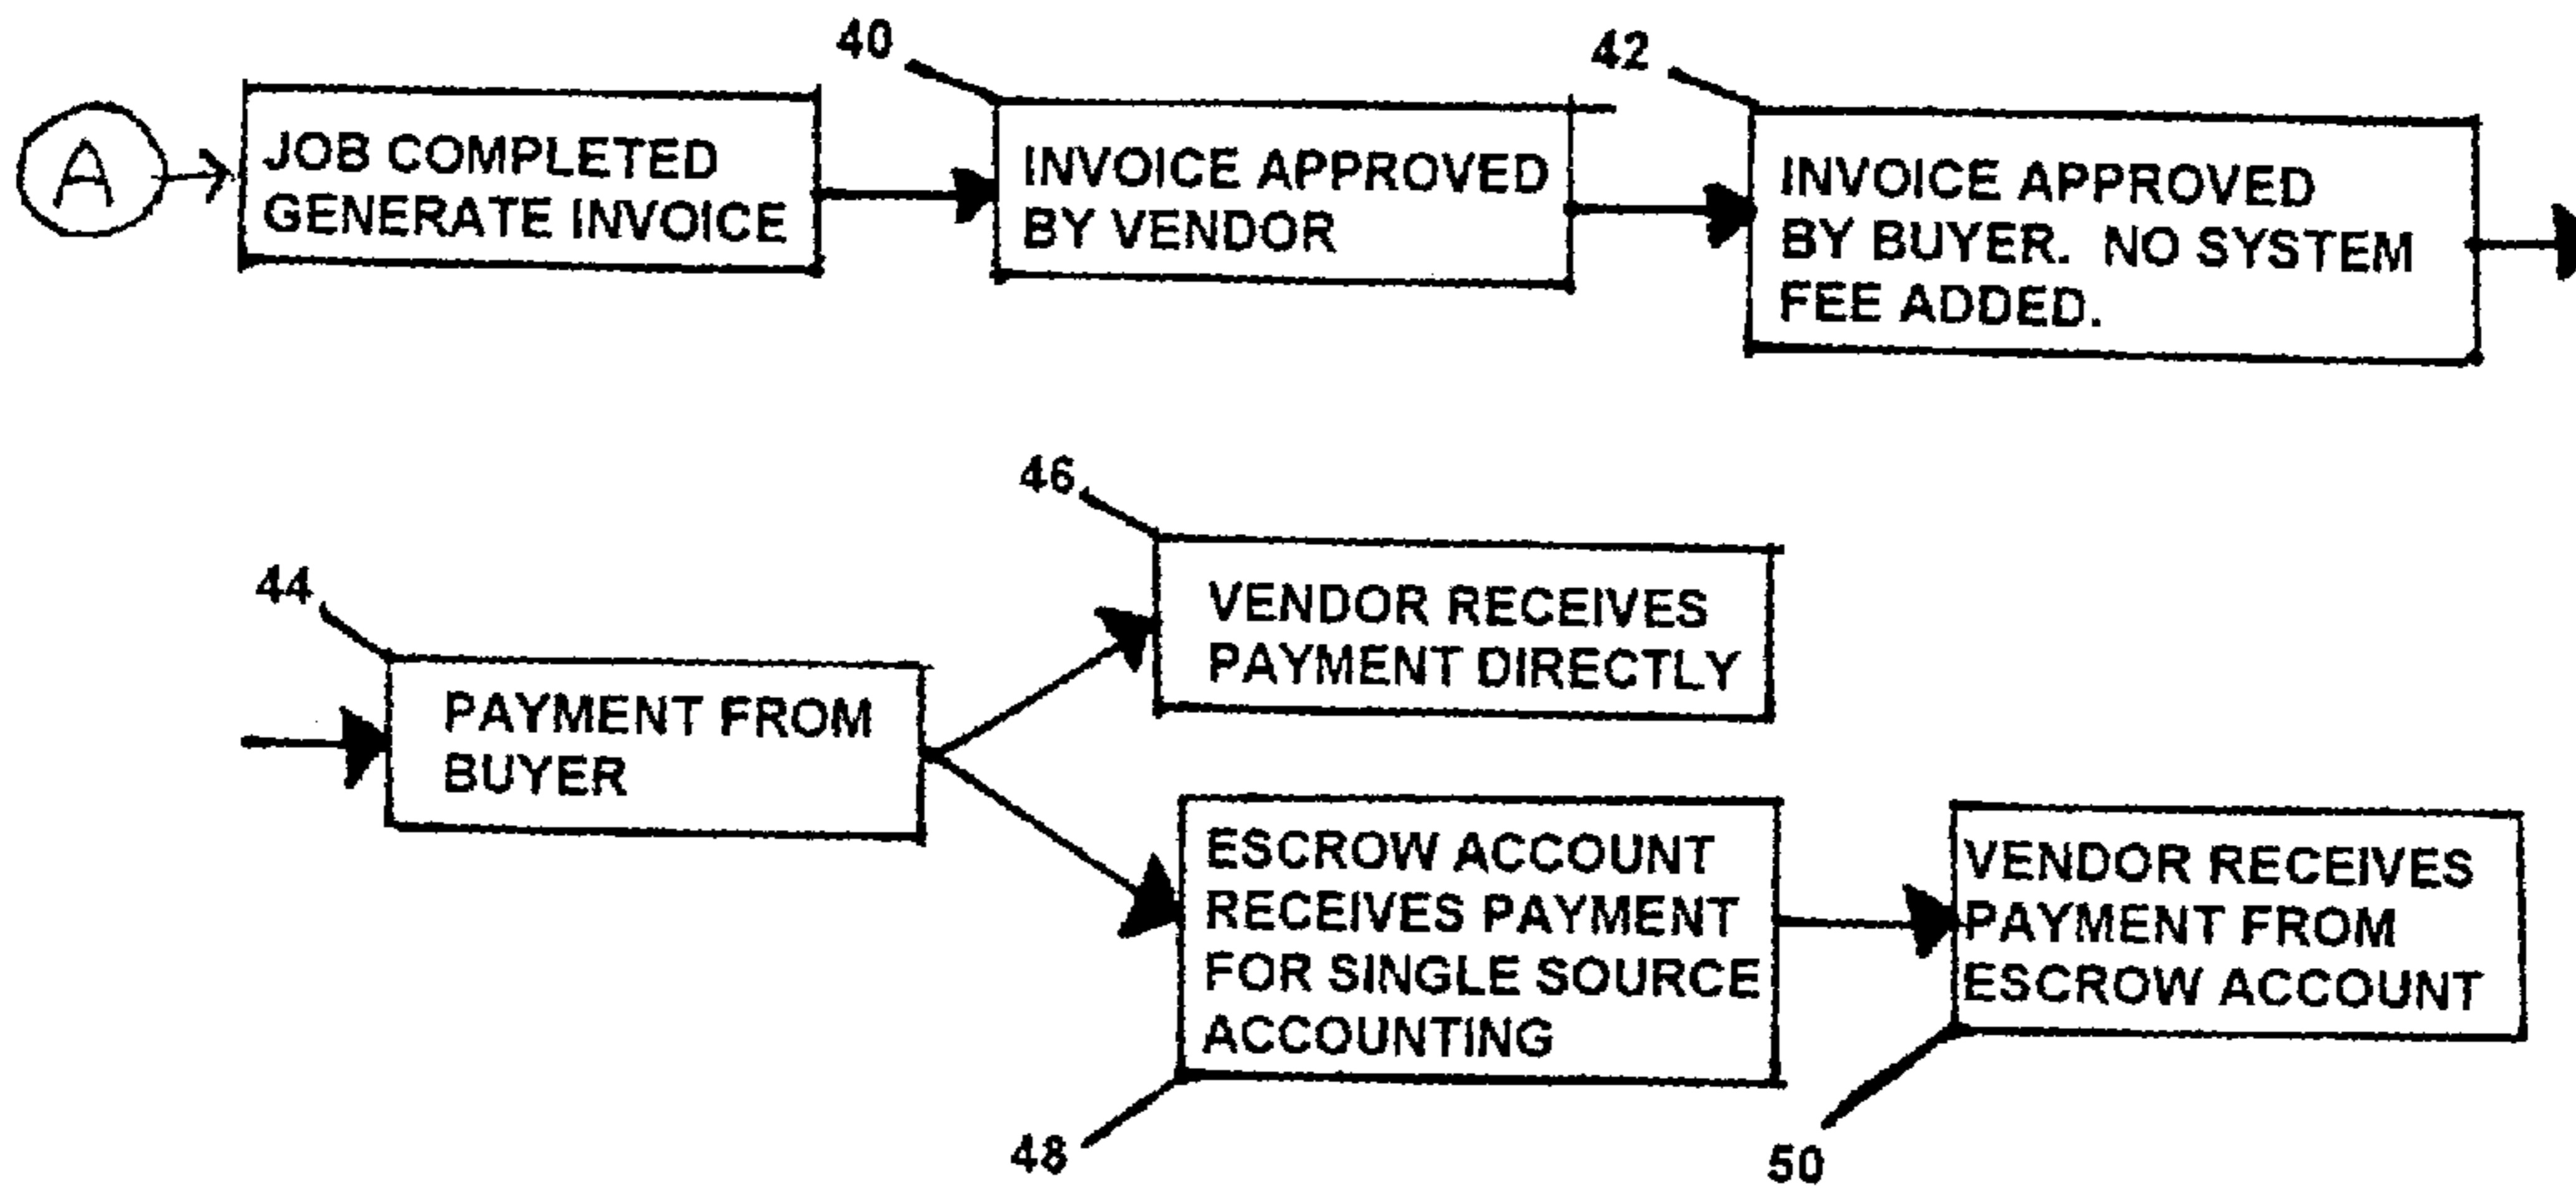 40
42
A
JOB COMPLETED
GENERATE INVOICE
INVOICE APPROVED
BY VENDOR
INVOICE APPROVED
BY BUYER. NO SYSTEM
FEE ADDED.
44
46
PAYMENT FROM
BUYER
VENDOR RECEIVES
PAYMENT DIRECTLY
ESCROW ACCOUNT
RECEIVES PAYMENT
FOR SINGLE SOURCE
ACCOUNTING
VENDOR RECEIVES
PAYMENT FROM
ESCROW ACCOUNT
48
50